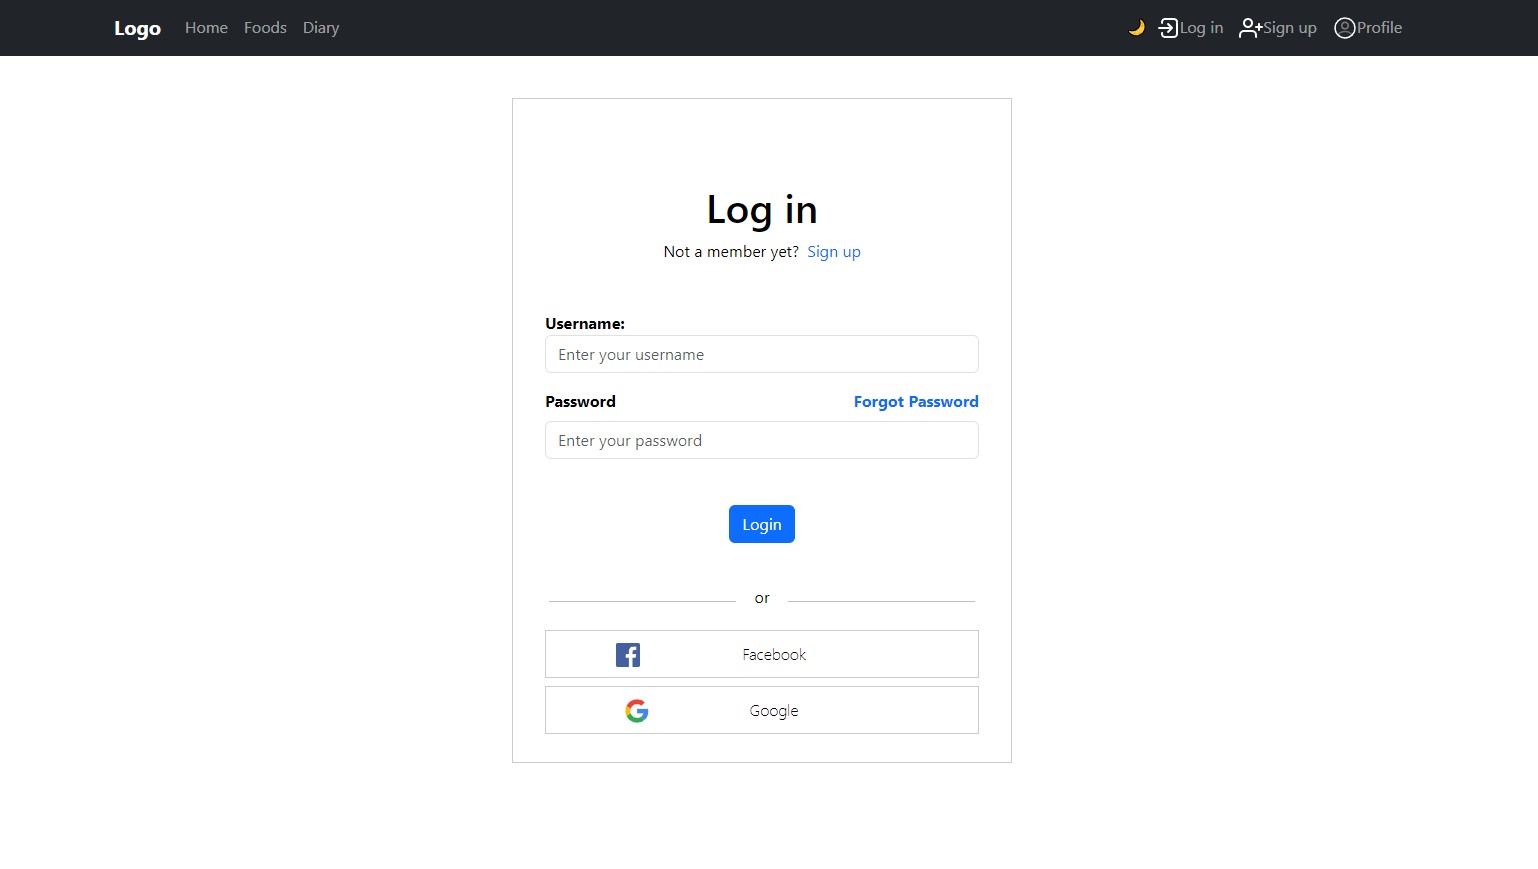 Logo Home Foods Diary Log in Sign up Profile
Log in
Not a member yet? Sign up
Username:
Enter your username
Password Forgot Password
Enter your password
Login
or
Facebook
Google